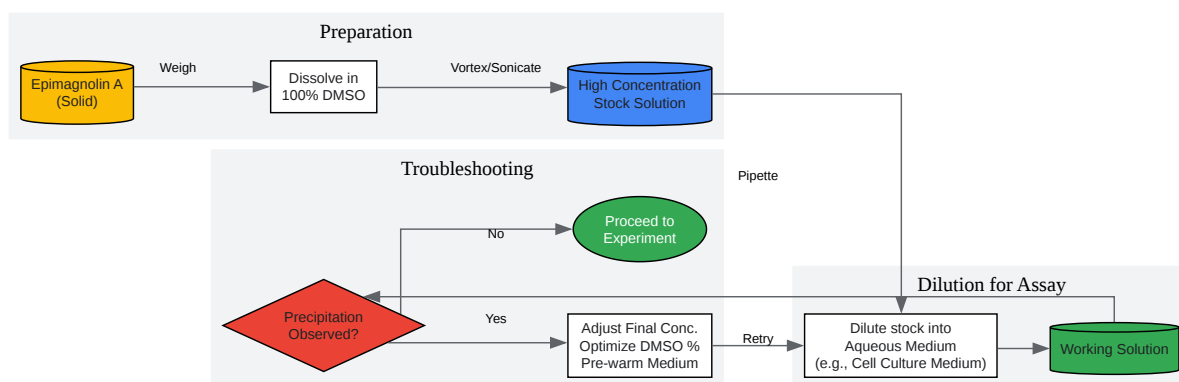 Preparation
Weigh
Vortex/Sonicate
Epimagnolin A
(Solid)
Dissolve in
100% DMSO
High Concentration
Stock Solution
Troubleshooting
Pipette
Proceed to
Experiment
No
Dilution for Assay
Precipitation
Observed?
Yes
Adjust Final Conc.
Optimize DMSO %
Pre-warm Medium
Retry
Dilute stock into
Aqueous Medium
(e.g., Cell Culture Medium)
Working Solution